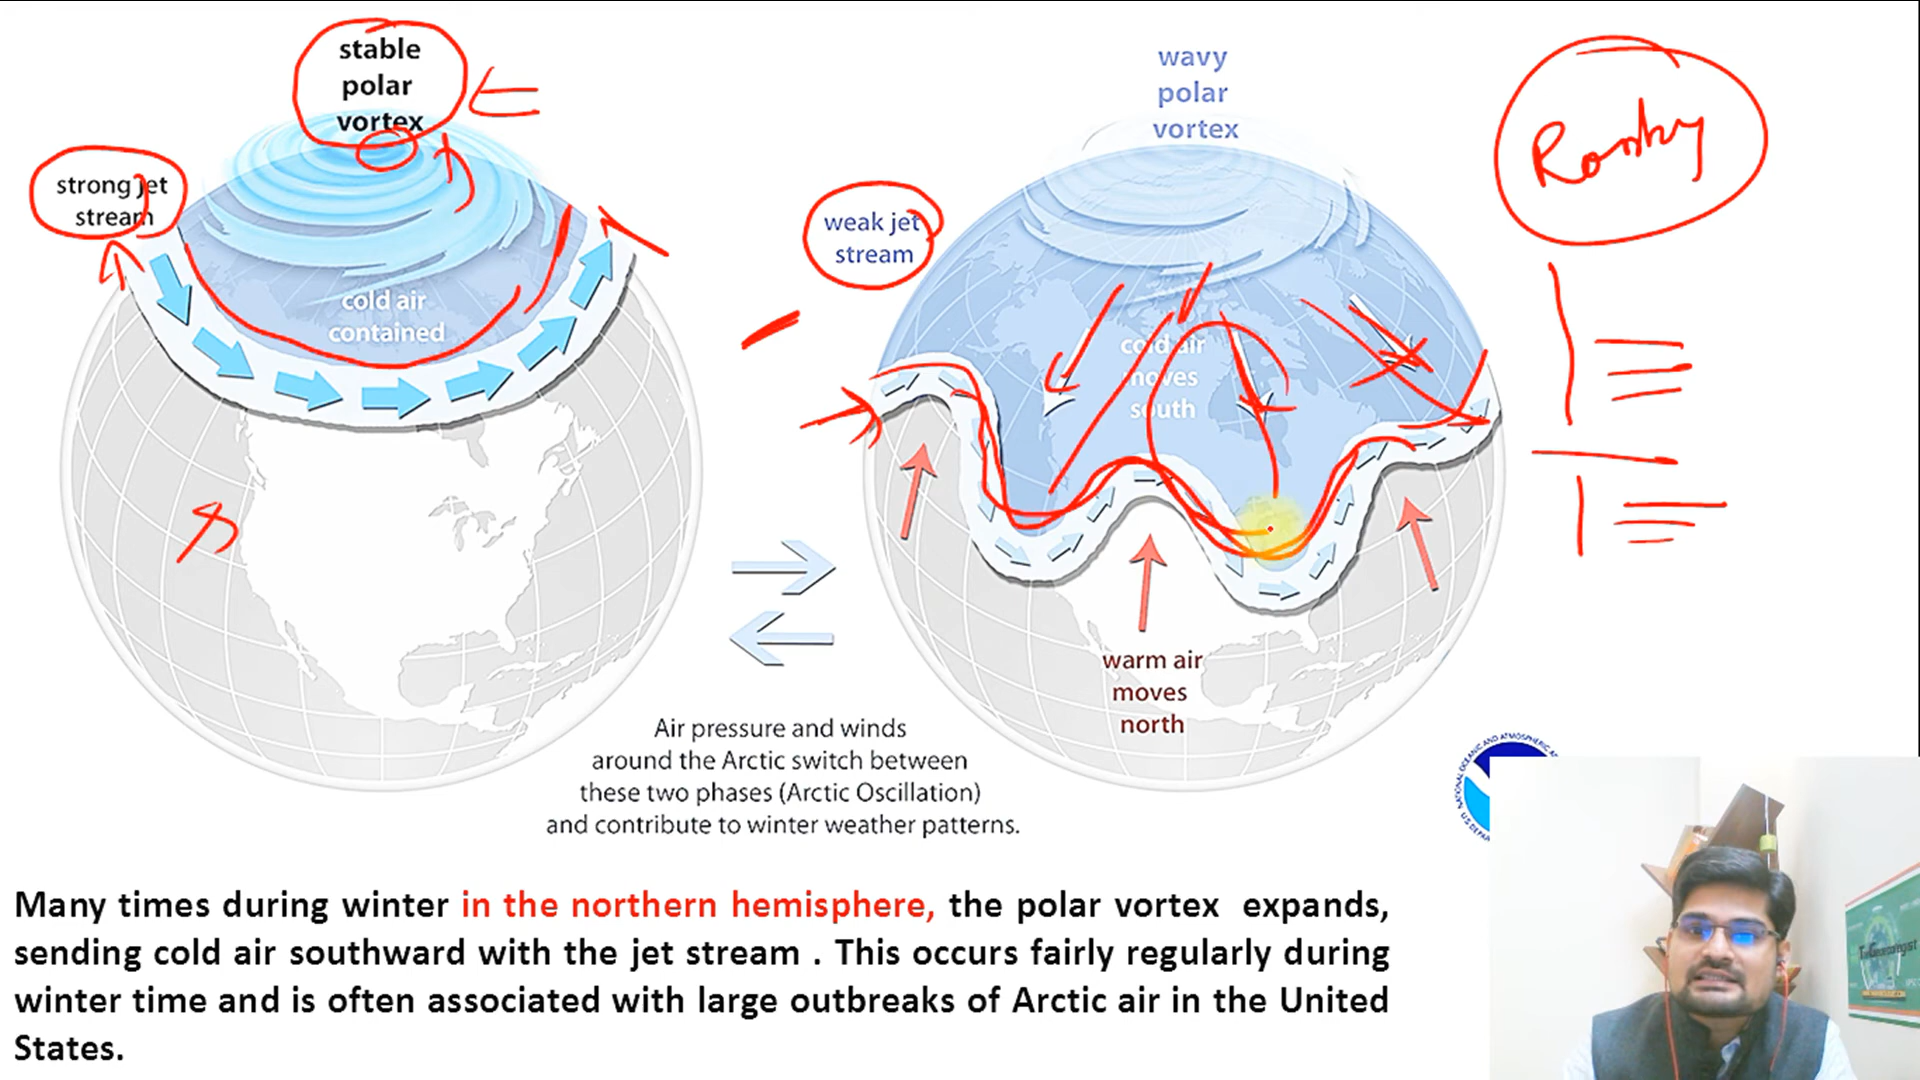 stable
polar
vortex
strong jet
stream
cold air
contained
wavy
polar
vortex
weak jet
stream
cold air
moves
south
warm air
moves
north
Air pressure and winds
around the Arctic switch between
these two phases (Arctic Oscillation)
and contribute to winter weather patterns.
Many times during winter in the northern hemisphere, the polar vortex expands,
sending cold air southward with the jet stream . This occurs fairly regularly during
winter time and is often associated with large outbreaks of Arctic air in the United
States.
NATIONAL OCEANIC AND ATMOSPHERIC